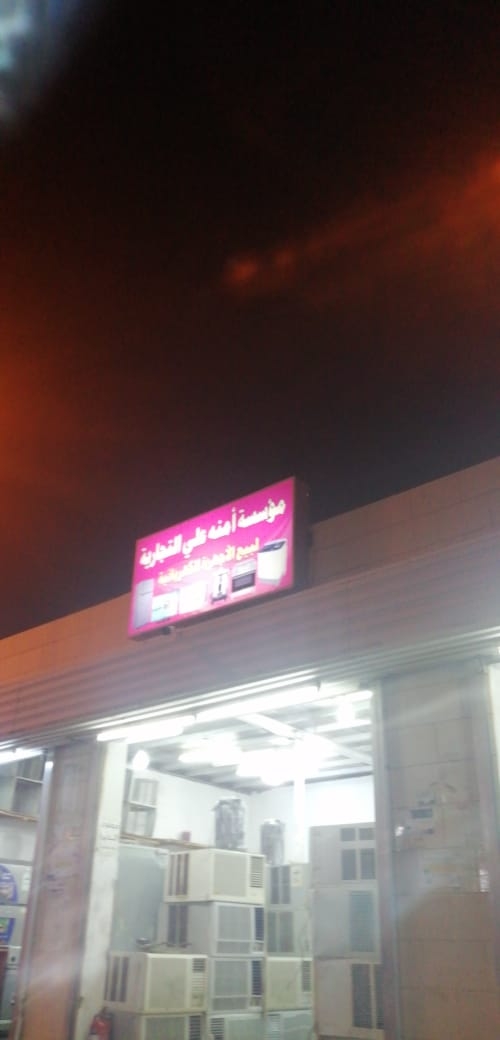 مؤسسة أمنه علي التجارية
لبيع الأجهزة الكهربائية